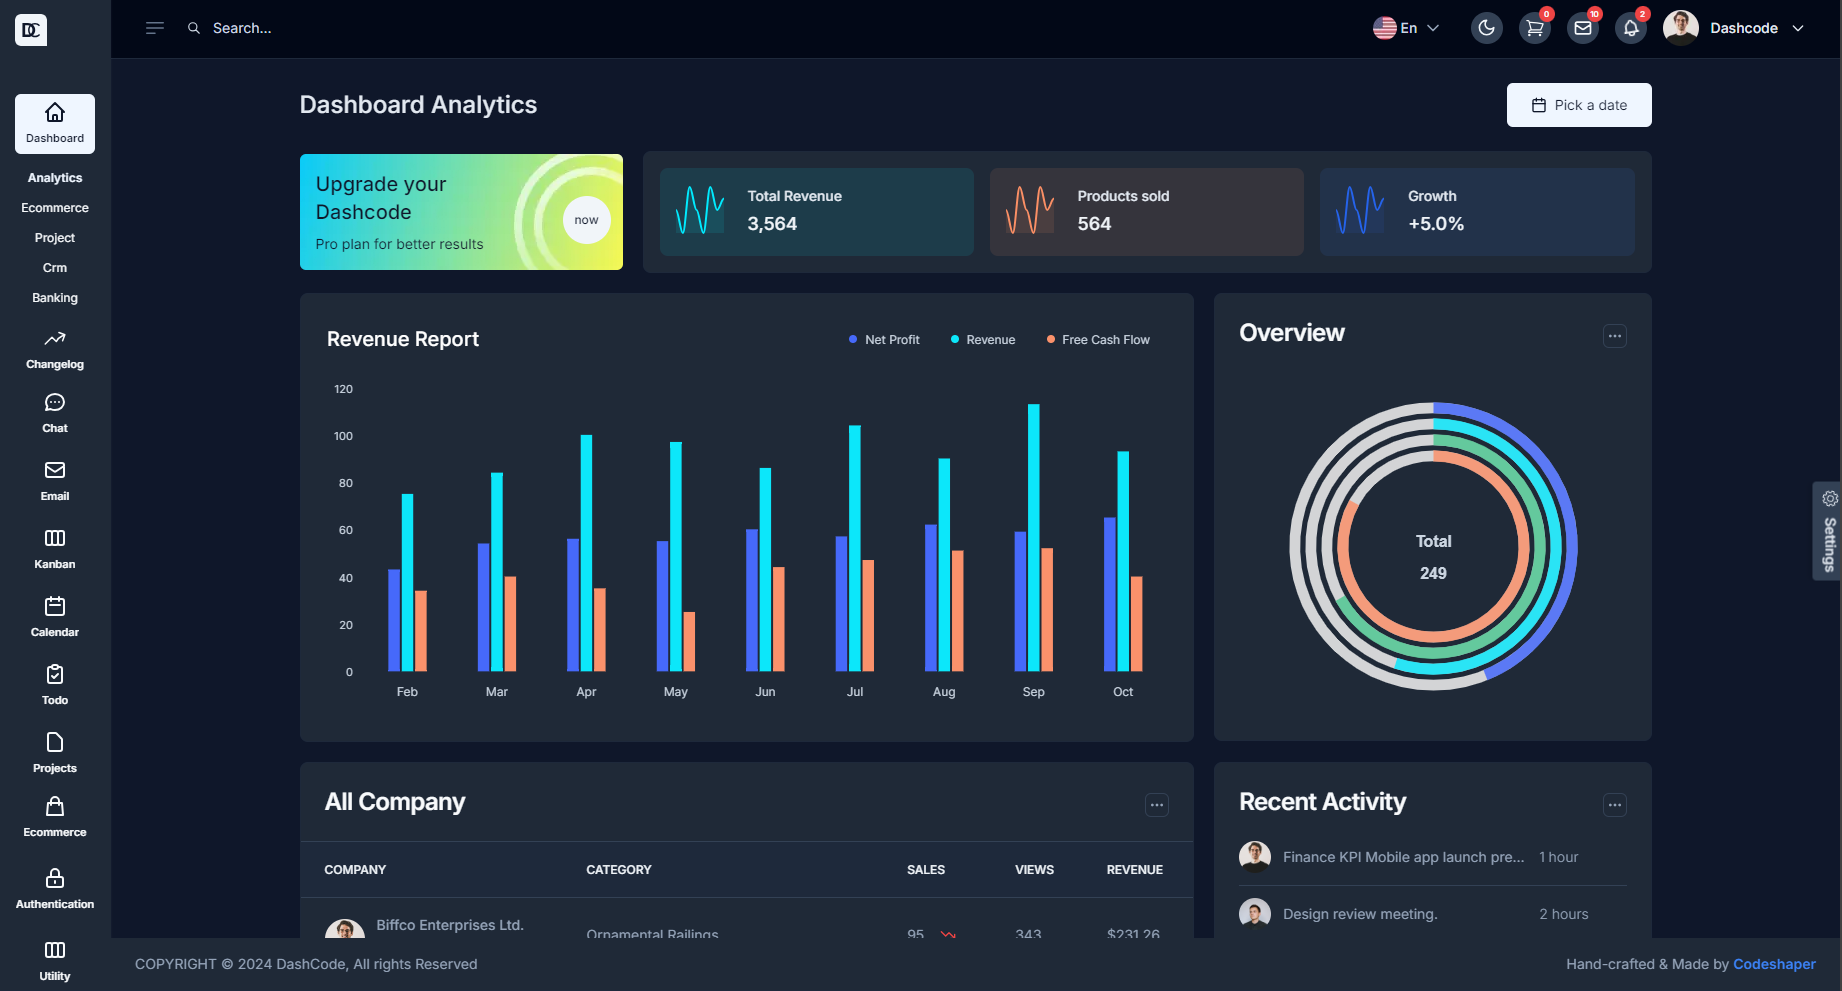 DC
Search...
En
0
10
2
Dashcode
Dashboard
Analytics
Ecommerce
Project
Crm
Banking
Changelog
Chat
Email
Kanban
Calendar
Todo
Projects
Ecommerce
Authentication
Utility
Dashboard Analytics
Pick a date
Upgrade your
Dashcode
Pro plan for better results
now
Total Revenue
3,564
Products sold
564
Growth
+5.0%
Revenue Report
Net Profit
Revenue
Free Cash Flow
120
100
80
60
40
20
0
Feb
Mar
Apr
May
Jun
Jul
Aug
Sep
Oct
Overview
Total
249
Settings
All Company
COMPANY
CATEGORY
SALES
VIEWS
REVENUE
Biffco Enterprises Ltd.
Ornamental Railings
95
343
$231.26
Recent Activity
Finance KPI Mobile app launch pre...
1 hour
Design review meeting.
2 hours
COPYRIGHT © 2024 DashCode, All rights Reserved
Hand-crafted & Made by Codeshaper